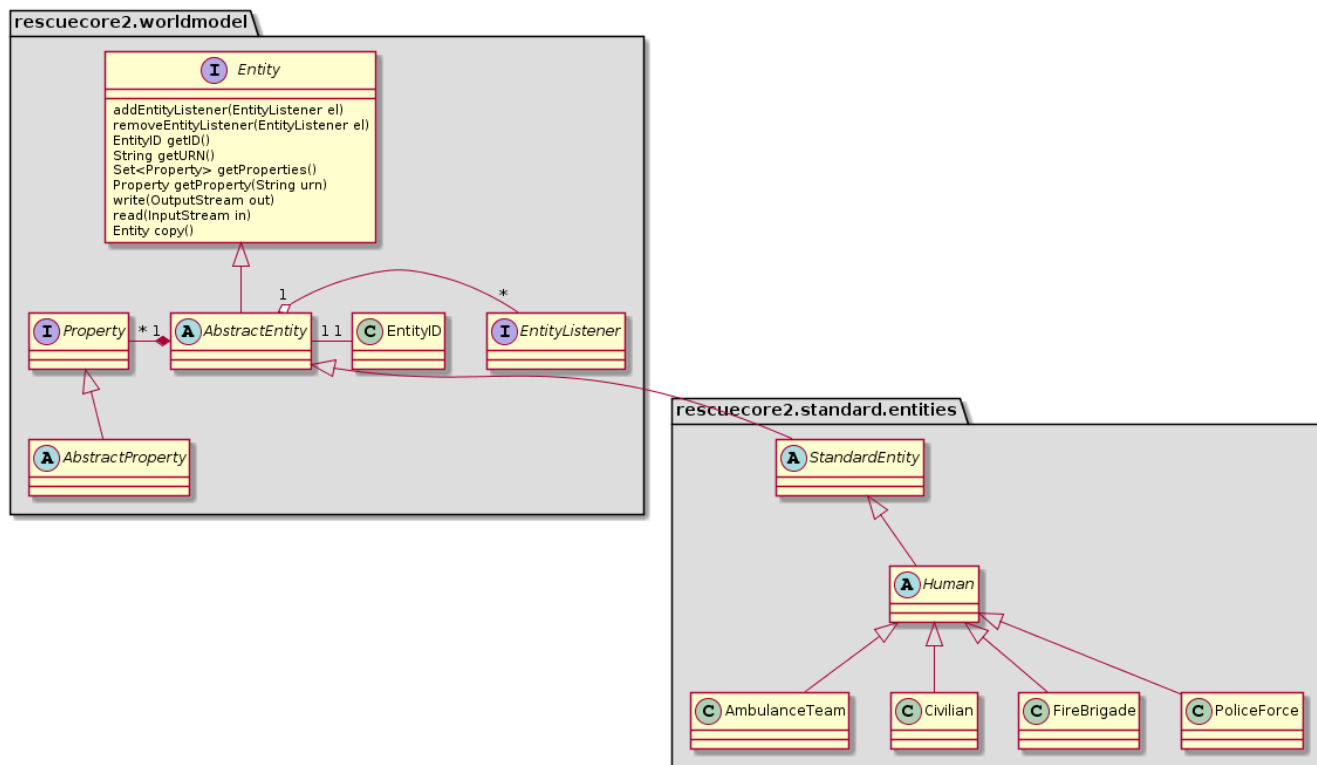 rescuecore2.worldmodel
I Entity
addEntityListener(EntityListener el)
removeEntityListener(EntityListener el)
EntityID getID()
String getURN()
Set<Property> getProperties()
Property getProperty(String urn)
write(OutputStream out)
read(InputStream in)
Entity copy()
1
*
I Property
* 1
A AbstractEntity
1 1
C EntityID
I EntityListener
A AbstractProperty
rescuecore2.standard.entities
A StandardEntity
A Human
C AmbulanceTeam
C Civilian
C FireBrigade
C PoliceForce